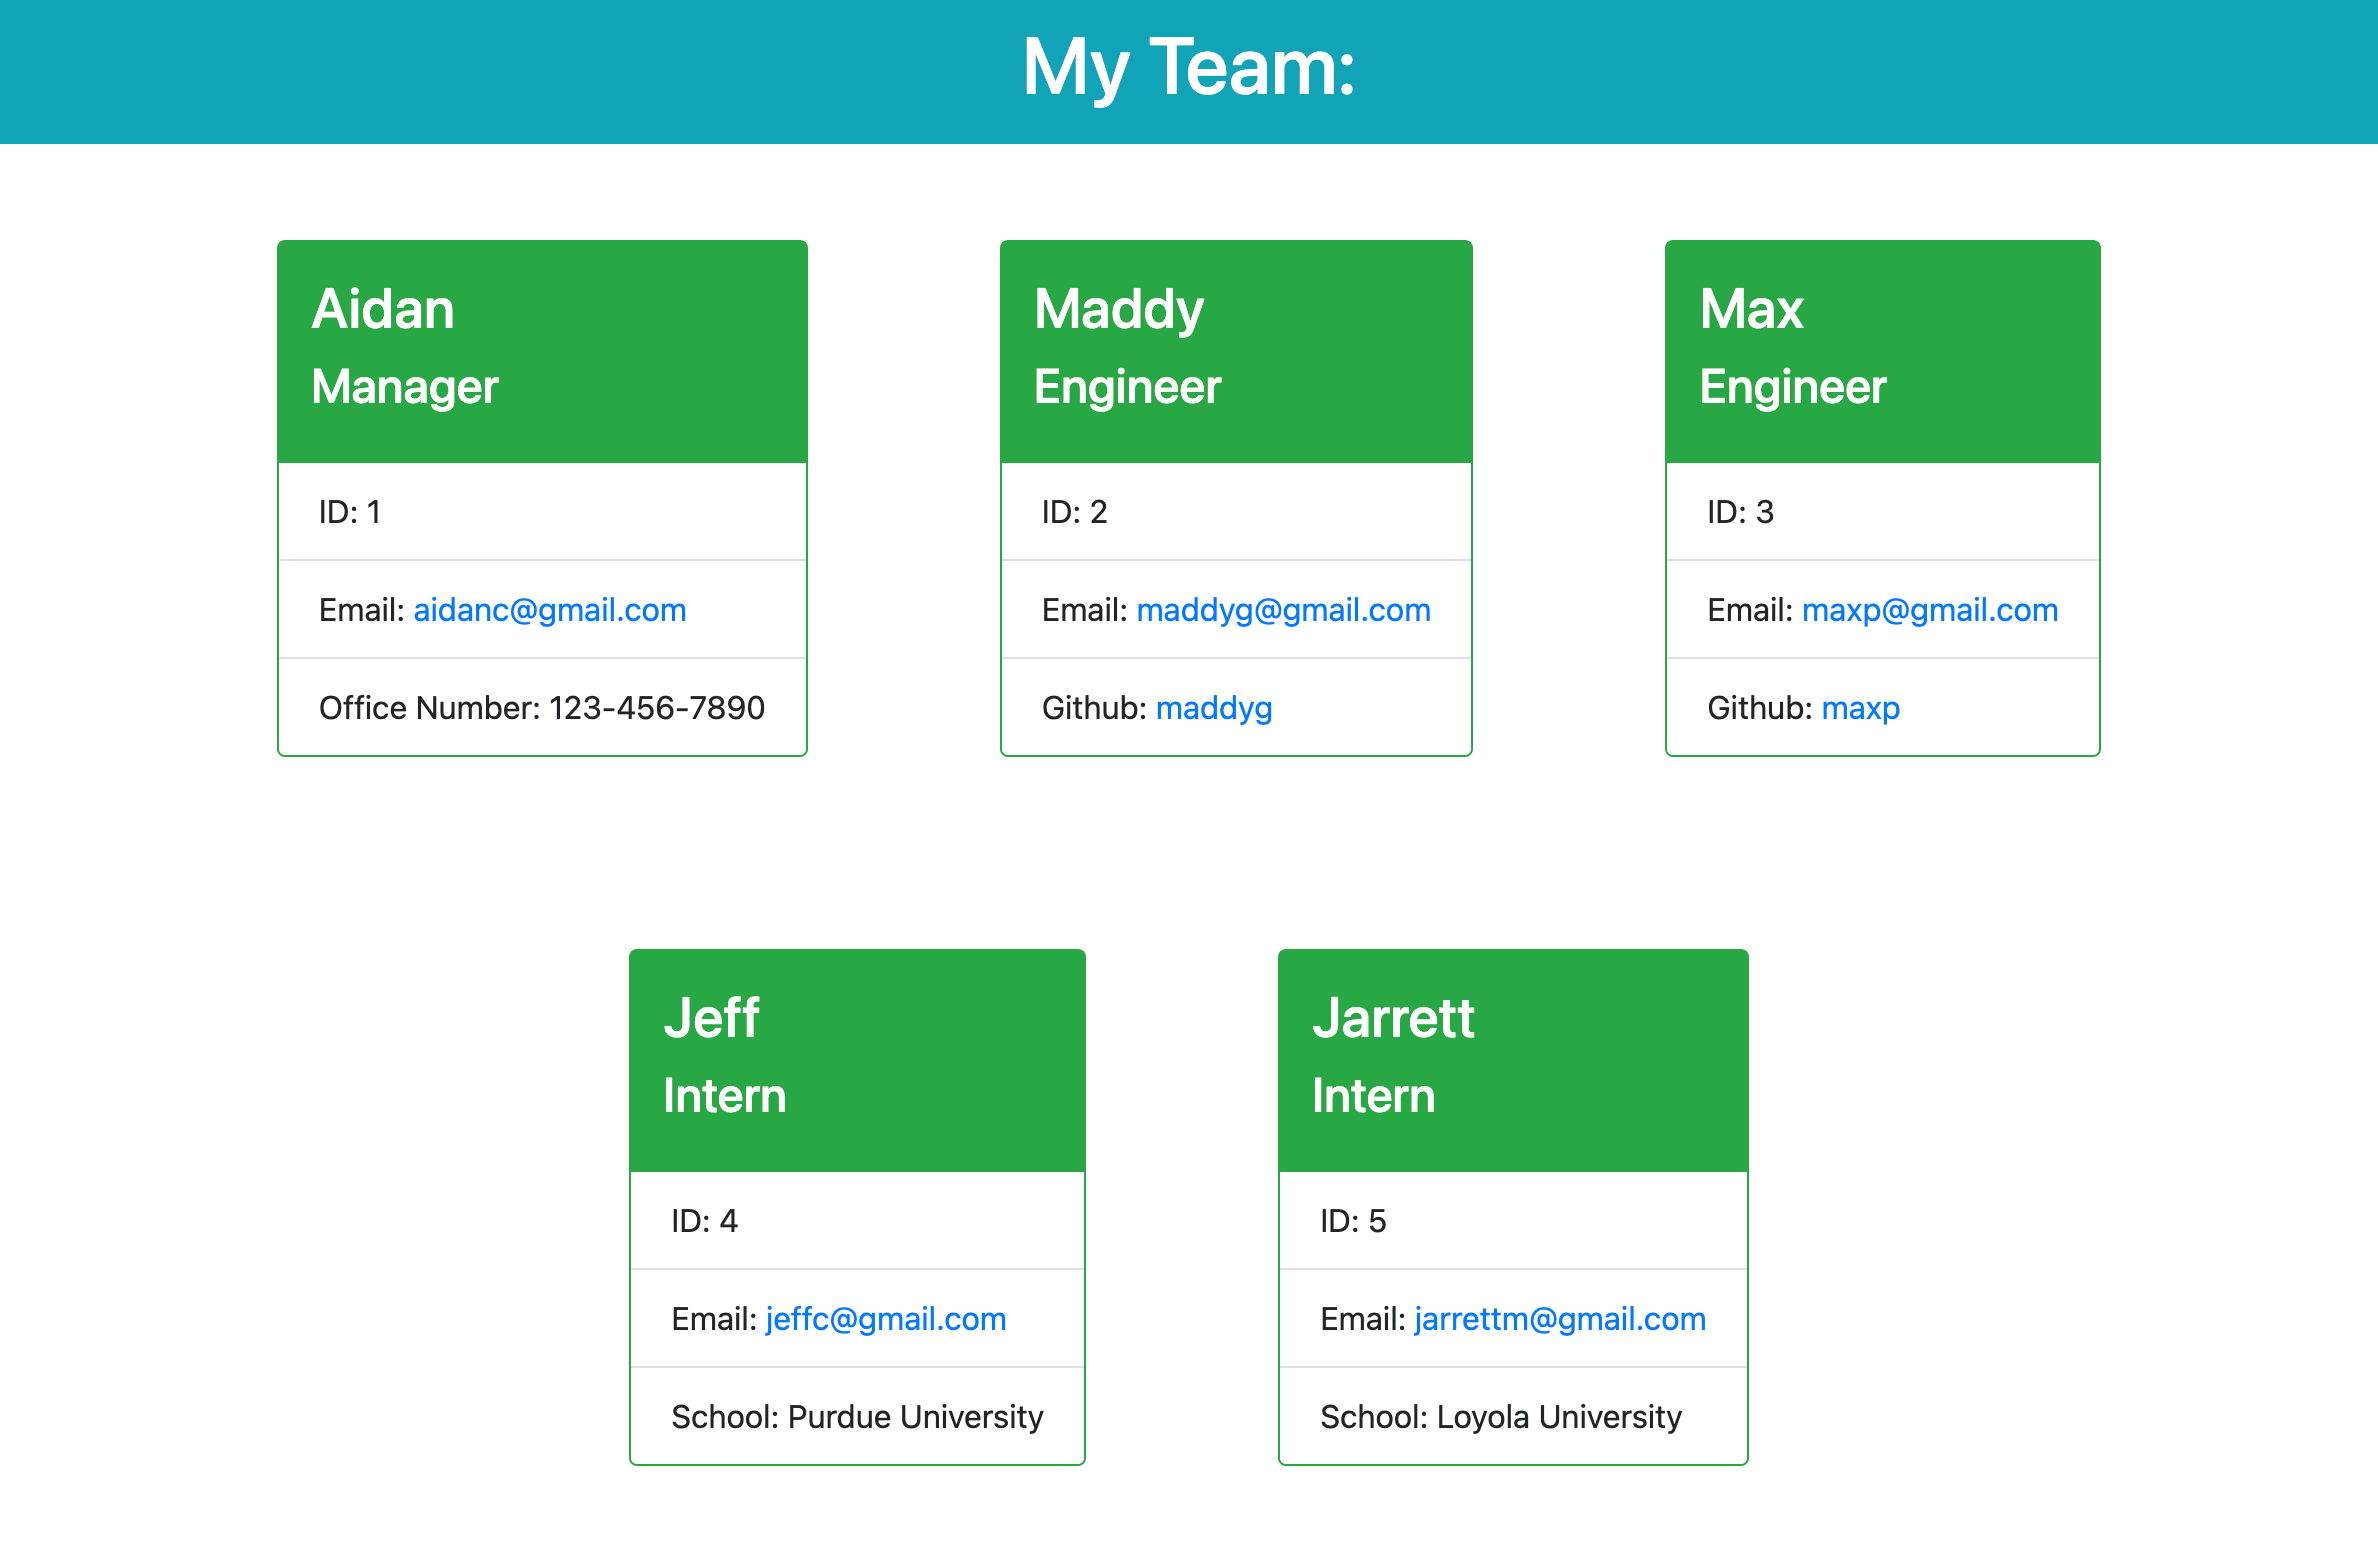 My Team:
Aidan
Manager
ID: 1
Email: aidanc@gmail.com
Office Number: 123-456-7890
Maddy
Engineer
ID: 2
Email: maddyg@gmail.com
Github: maddyg
Max
Engineer
ID: 3
Email: maxp@gmail.com
Github: maxp
Jeff
Intern
ID: 4
Email: jeffc@gmail.com
School: Purdue University
Jarrett
Intern
ID: 5
Email: jarrettm@gmail.com
School: Loyola University